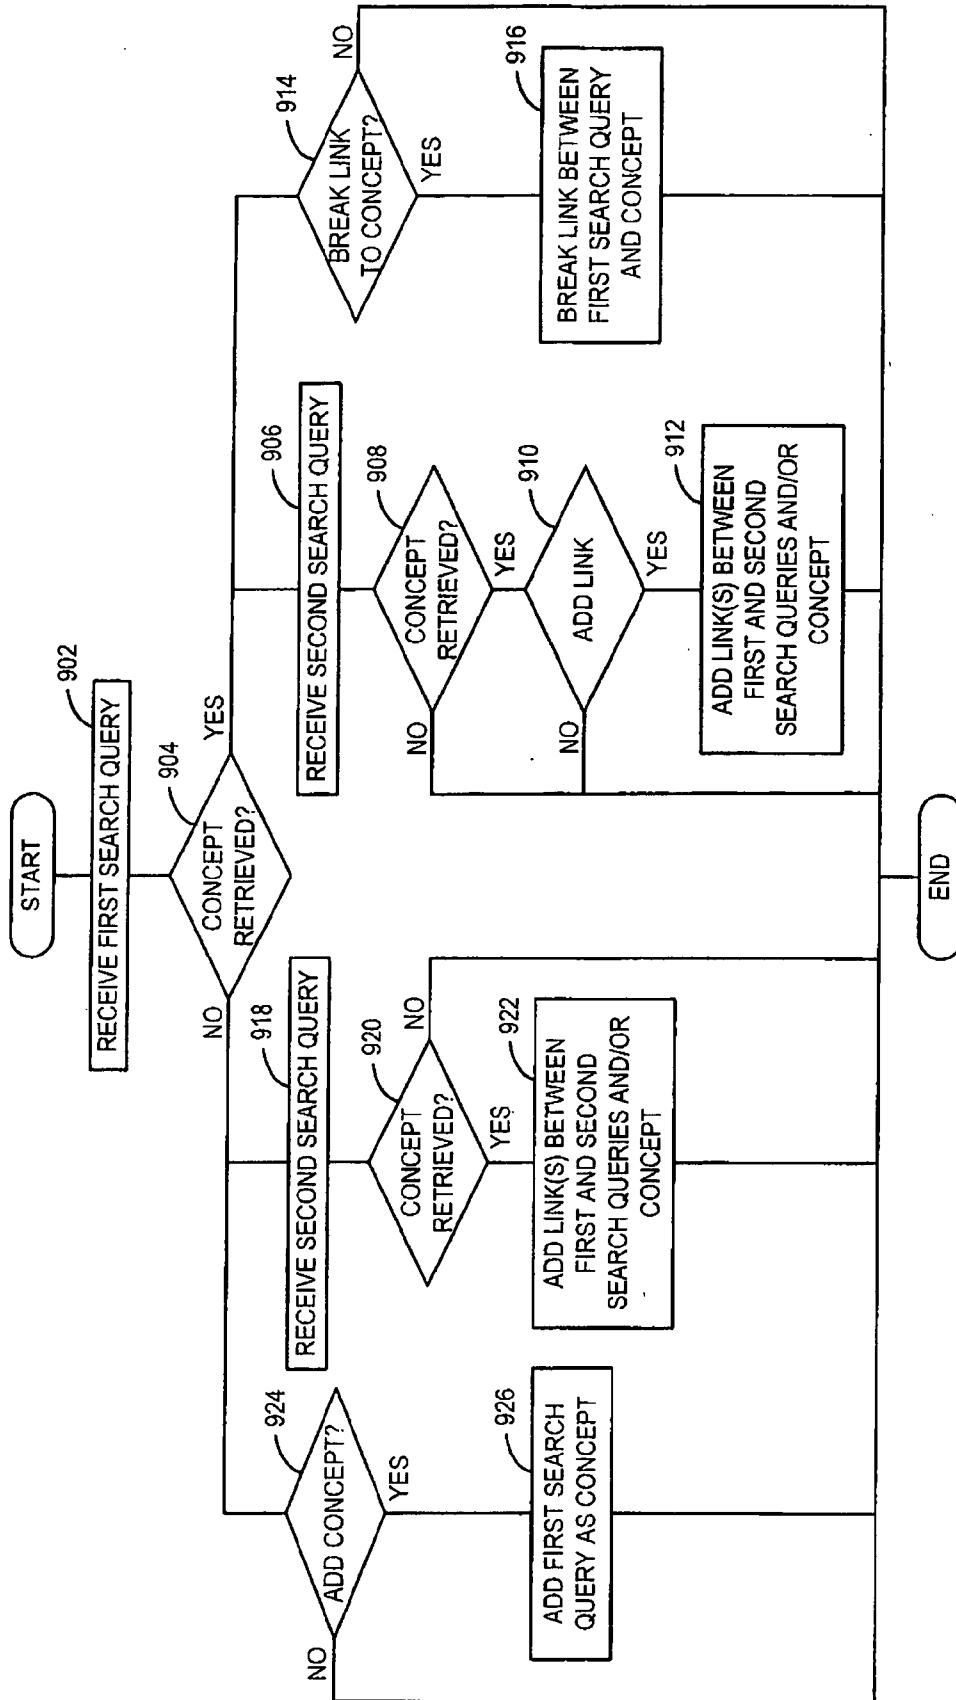 START
902
RECEIVE FIRST SEARCH QUERY
904
CONCEPT
RETRIEVED?
NO
YES
924
ADD CONCEPT?
NO
YES
926
ADD FIRST SEARCH
QUERY AS CONCEPT
918
RECEIVE SECOND SEARCH QUERY
920
CONCEPT
RETRIEVED?
NO
YES
922
ADD LINK(S) BETWEEN
FIRST AND SECOND
SEARCH QUERIES AND/OR
CONCEPT
906
RECEIVE SECOND SEARCH QUERY
908
CONCEPT
RETRIEVED?
NO
YES
910
ADD LINK
NO
YES
912
ADD LINK(S) BETWEEN
FIRST AND SECOND
SEARCH QUERIES AND/OR
CONCEPT
914
BREAK LINK
TO CONCEPT?
NO
YES
916
BREAK LINK BETWEEN
FIRST SEARCH QUERY
AND CONCEPT
END